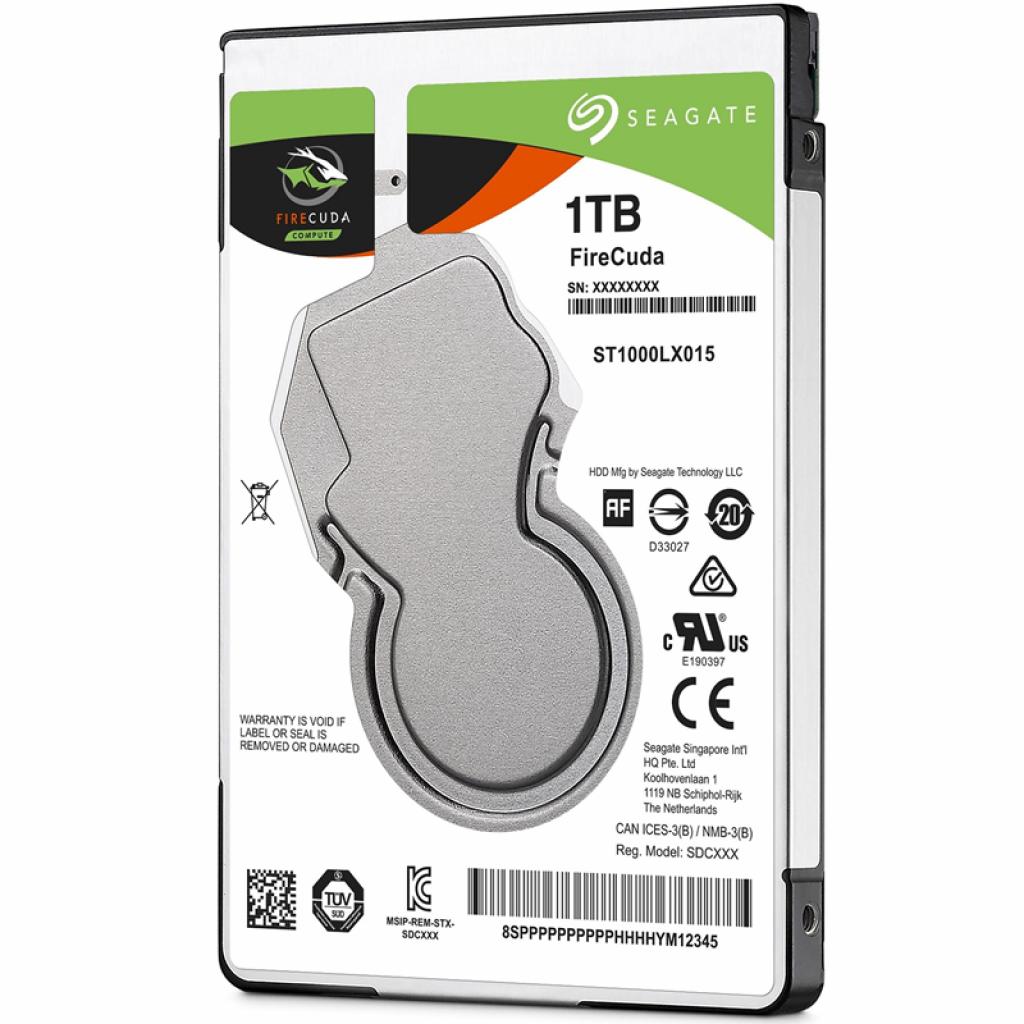 SEAGATE
FIRECUDA
COMPUTE
1TB
FireCuda
SN: XXXXXXXX
ST1000LX015
HDD Mfg by Seagate Technology LLC
AF
20
D33027
C UR® US
E190397
CE
WARRANTY IS VOID IF
LABEL OR SEAL IS
REMOVED OR DAMAGED
Seagate Singapore Int'l
HQ Pte. Ltd
Koolhovenlaan 1
1119 NB Schiphol-Rijk
The Netherlands
CAN ICES-3(B) / NMB-3(B)
Reg. Model: SDCXXX
TÜV
SÜD
MSIP-REM-STX-
SDCXXX
8SPPPPPPPPPPHHHHYM12345